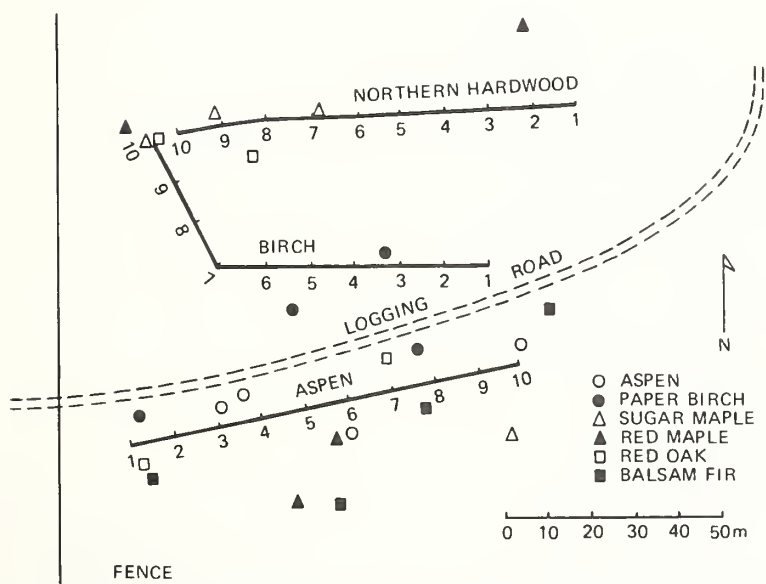 NORTHERN HARDWOOD
10 9 8 7 6 5 4 3 2 1
10
9
8
7
BIRCH
6 5 4 3 2 1
LOGGING ROAD
ASPEN
1 2 3 4 5 6 7 8 9 10
N
ASPEN
PAPER BIRCH
SUGAR MAPLE
RED MAPLE
RED OAK
BALSAM FIR
0 10 20 30 40 50m
FENCE